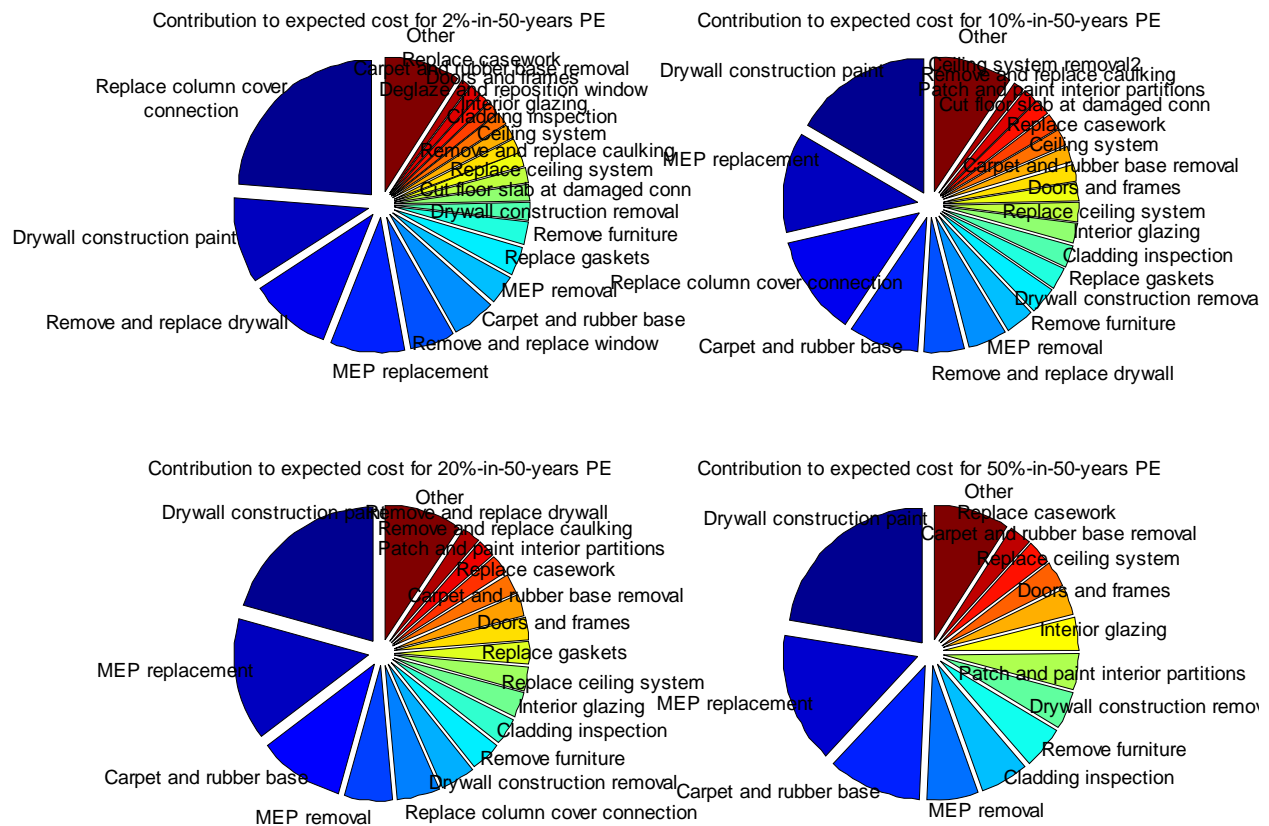 Contribution to expected cost for 2%-in-50-years PE
Other
Replace casework
Carpet and rubber base removal
Doors and frames
Deglaze and reposition window
Interior glazing
Cladding inspection
Ceiling system
Remove and replace caulking
Replace ceiling system
Cut floor slab at damaged conn
Drywall construction removal
Remove furniture
Replace gaskets
MEP removal
Carpet and rubber base
Remove and replace window
MEP replacement
Remove and replace drywall
Drywall construction paint
Replace column cover
connection
Contribution to expected cost for 10%-in-50-years PE
Other
Ceiling system removal2
Remove and replace caulking
Patch and paint interior partitions
Cut floor slab at damaged conn
Replace casework
Ceiling system
Carpet and rubber base removal
Doors and frames
Replace ceiling system
Interior glazing
Cladding inspection
Replace gaskets
Drywall construction remova
Remove furniture
MEP removal
Remove and replace drywall
Carpet and rubber base
Replace column cover connection
MEP replacement
Drywall construction paint
Contribution to expected cost for 20%-in-50-years PE
Other
Remove and replace drywall
Remove and replace caulking
Patch and paint interior partitions
Replace casework
Carpet and rubber base removal
Doors and frames
Replace gaskets
Replace ceiling system
Interior glazing
Cladding inspection
Remove furniture
Drywall construction removal
Replace column cover connection
MEP removal
Carpet and rubber base
MEP replacement
Drywall construction paint
Contribution to expected cost for 50%-in-50-years PE
Other
Replace casework
Carpet and rubber base removal
Replace ceiling system
Doors and frames
Interior glazing
Patch and paint interior partitions
Drywall construction remov
Remove furniture
Cladding inspection
MEP removal
Carpet and rubber base
MEP replacement
Drywall construction paint